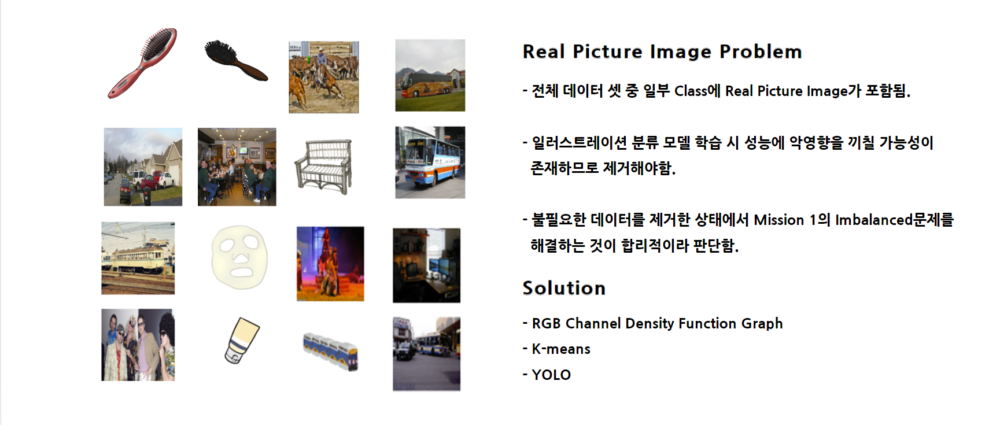 Real Picture Image Problem
- 전체 데이터 셋 중 일부 Class에 Real Picture Image가 포함됨.
- 일러스트레이션 분류 모델 학습 시 성능에 악영향을 끼칠 가능성이
존재하므로 제거해야함.
- 불필요한 데이터를 제거한 상태에서 Mission 1의 Imbalanced문제를
해결하는 것이 합리적이라 판단함.
Solution
- RGB Channel Density Function Graph
- K-means
- YOLO